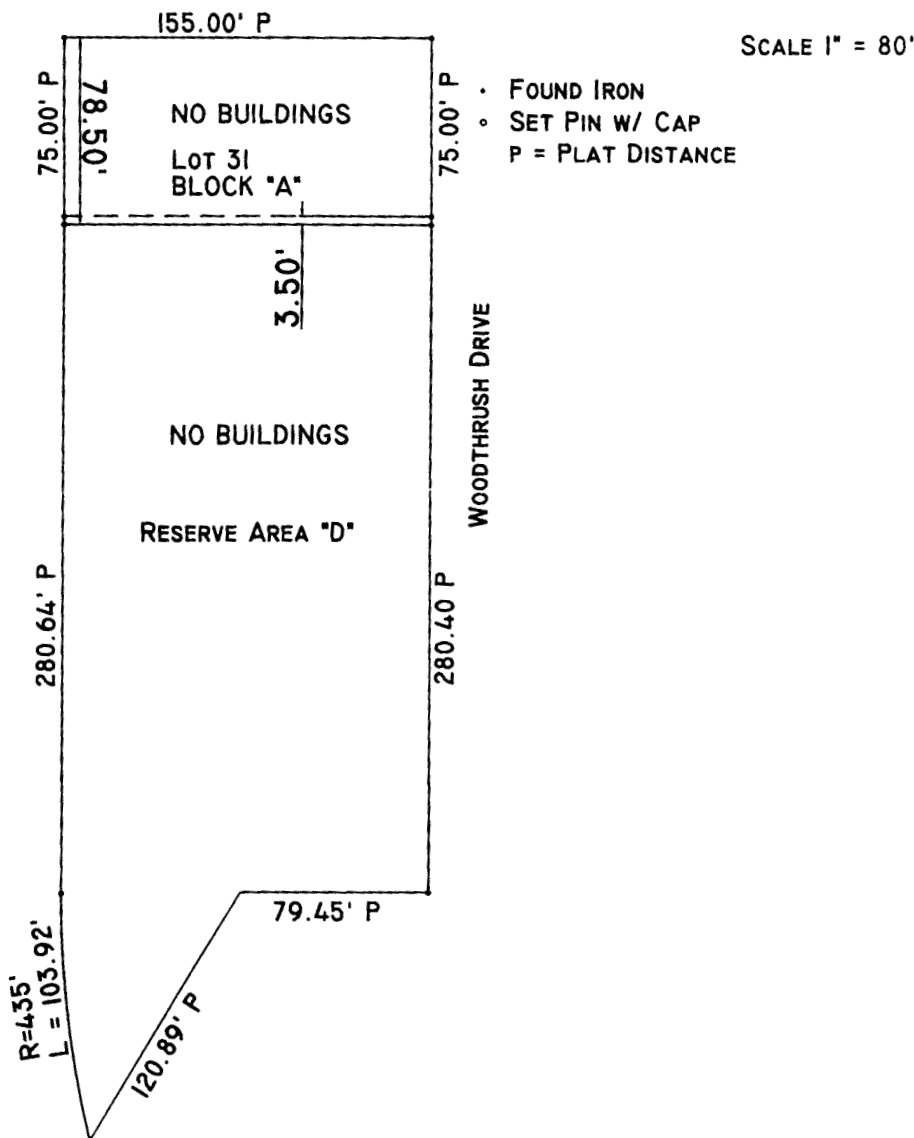 155.00' P
SCALE 1" = 80'
75.00' P
78.50'
NO BUILDINGS
LOT 31
BLOCK "A"
75.00' P
FOUND IRON
SET PIN W/ CAP
P = PLAT DISTANCE
3.50'
WOODTHRUSH DRIVE
NO BUILDINGS
RESERVE AREA "D"
280.64' P
280.40 P
79.45' P
R=435'
L = 103.92'
120.89' P